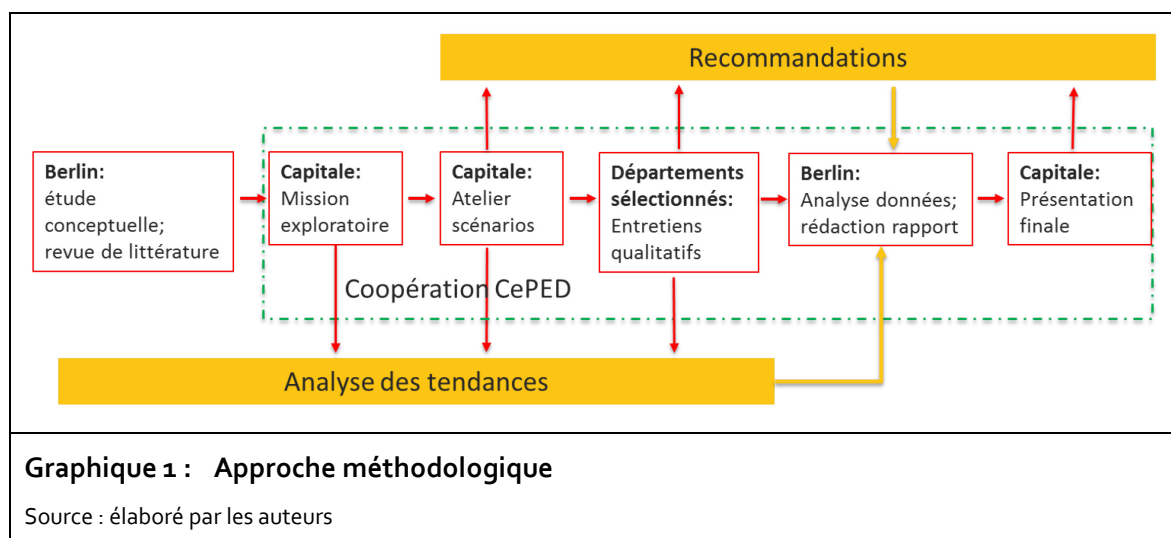 Recommandations
Berlin:
étude
conceptuelle;
revue de littérature
Capitale:
Mission
exploratoire
Capitale:
Atelier
scénarios
Départements
sélectionnés:
Entretiens
qualitatifs
Berlin:
Analyse données;
rédaction rapport
Capitale:
Présentation
finale
Coopération CePED
Analyse des tendances
Graphique 1 : Approche méthodologique
Source : élaboré par les auteurs